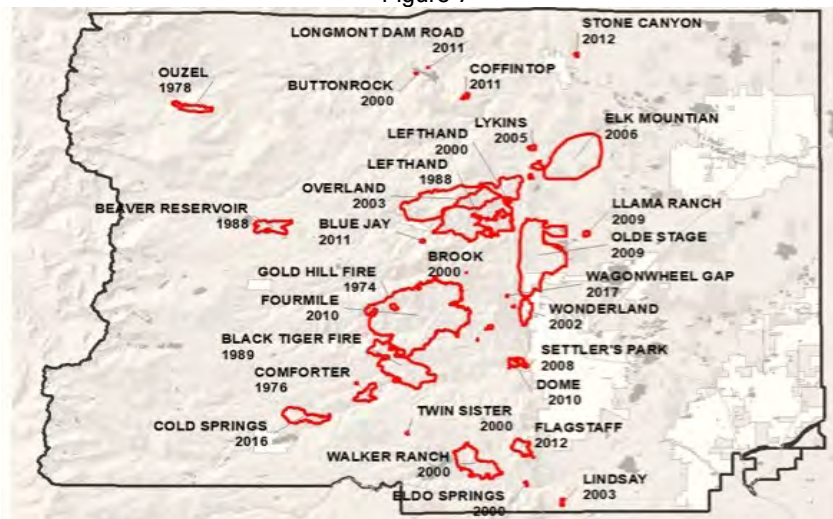 Figure 7
LONGMONT DAM ROAD
2011
STONE CANYON
2012
OUZEL
1978
BUTTONROCK
2000
COFFINTOP
2011
LYKINS
2005
ELK MOUNTIAN
2006
LEFTHAND
2000
LEFTHAND
1988
OVERLAND
2003
BEAVER RESERVOIR
1988
BLUE JAY
2011
LLAMA RANCH
2009
OLDE STAGE
2009
BROOK
2000
GOLD HILL FIRE
1974
WAGONWHEEL GAP
2017
FOURMILE
2010
WONDERLAND
2002
BLACK TIGER FIRE
1989
SETTLER'S PARK
2008
COMFORTER
1976
DOME
2010
COLD SPRINGS
2016
TWIN SISTER
2000
FLAGSTAFF
2012
WALKER RANCH
2000
ELDO SPRINGS
2000
LINDSAY
2003